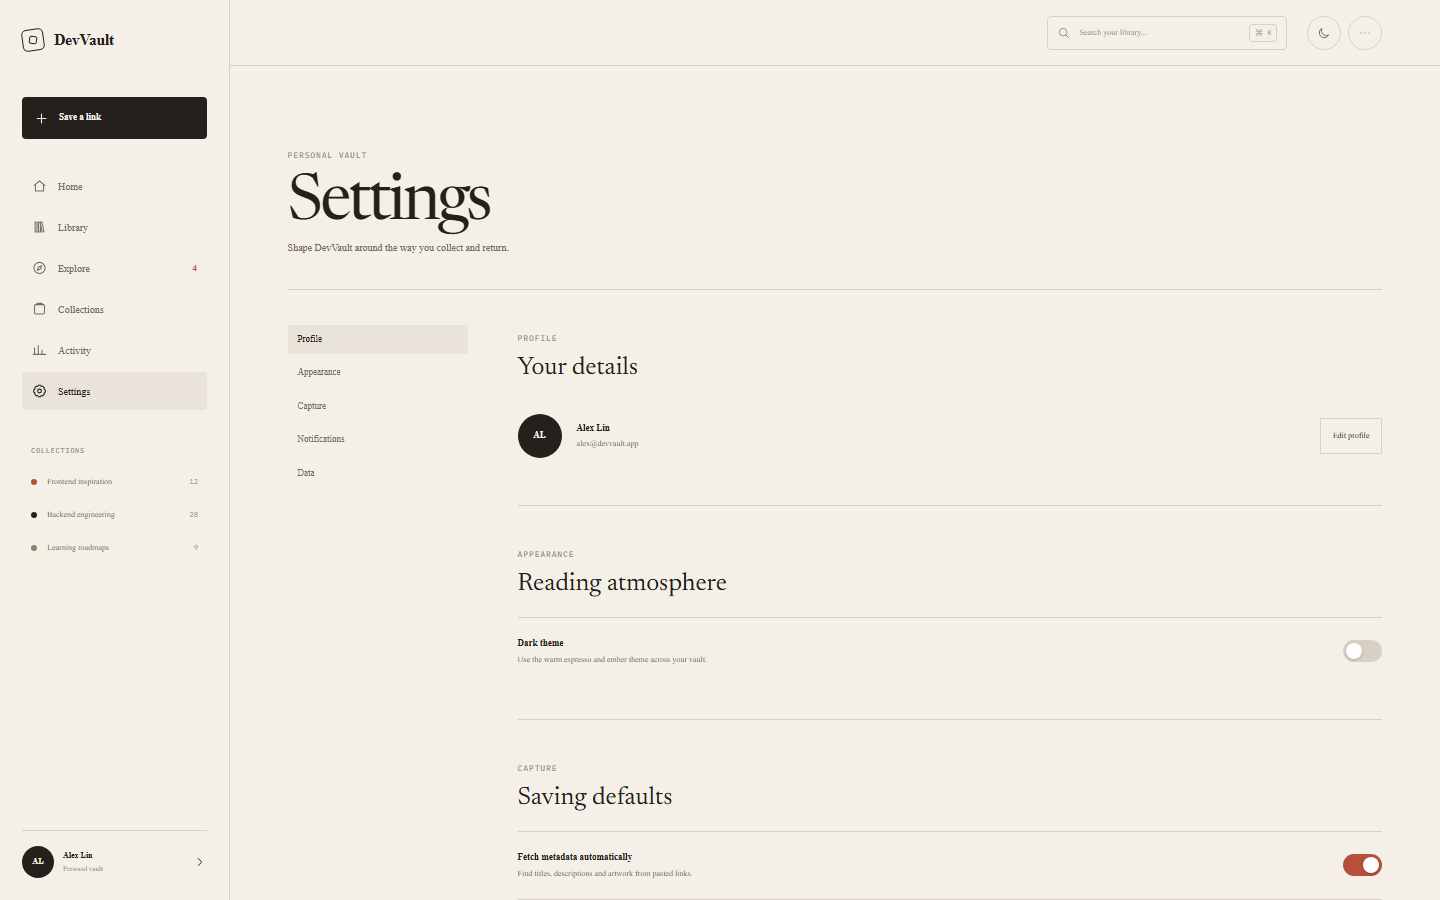 DevVault
Search your library...
⌘ K
Save a link
Home
Library
Explore
4
Collections
Activity
Settings
COLLECTIONS
Frontend inspiration
12
Backend engineering
28
Learning roadmaps
9
AL
Alex Lin
Personal vault
PERSONAL VAULT
Settings
Shape DevVault around the way you collect and return.
Profile
Appearance
Capture
Notifications
Data
PROFILE
Your details
AL
Alex Lin
alex@devvault.app
Edit profile
APPEARANCE
Reading atmosphere
Dark theme
Use the warm espresso and ember theme across your vault.
CAPTURE
Saving defaults
Fetch metadata automatically
Find titles, descriptions and artwork from pasted links.